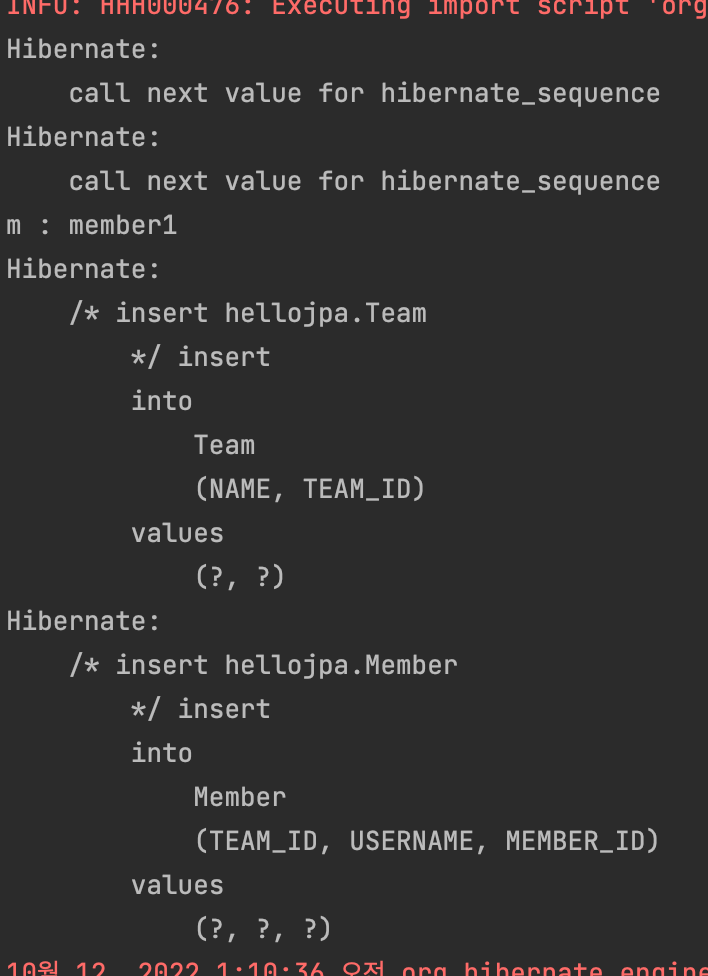 INFO: HHH000476: Executing import script 'org
Hibernate:
    call next value for hibernate_sequence
Hibernate:
    call next value for hibernate_sequence
m : member1
Hibernate:
    /* insert hellojpa.Team
        */ insert
        into
            Team
            (NAME, TEAM_ID)
        values
            (?, ?)
Hibernate:
    /* insert hellojpa.Member
        */ insert
        into
            Member
            (TEAM_ID, USERNAME, MEMBER_ID)
        values
            (?, ?, ?)
10월 12, 2022 1:10:36 오전 org.hibernate.engine